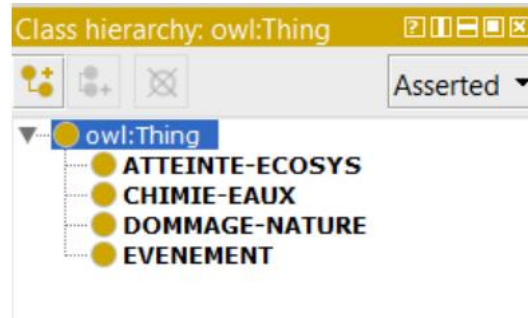 Class hierarchy: owl:Thing
Asserted
owl:Thing
ATTEINTE-ECOSYS
CHIMIE-EAUX
DOMMAGE-NATURE
EVENEMENT